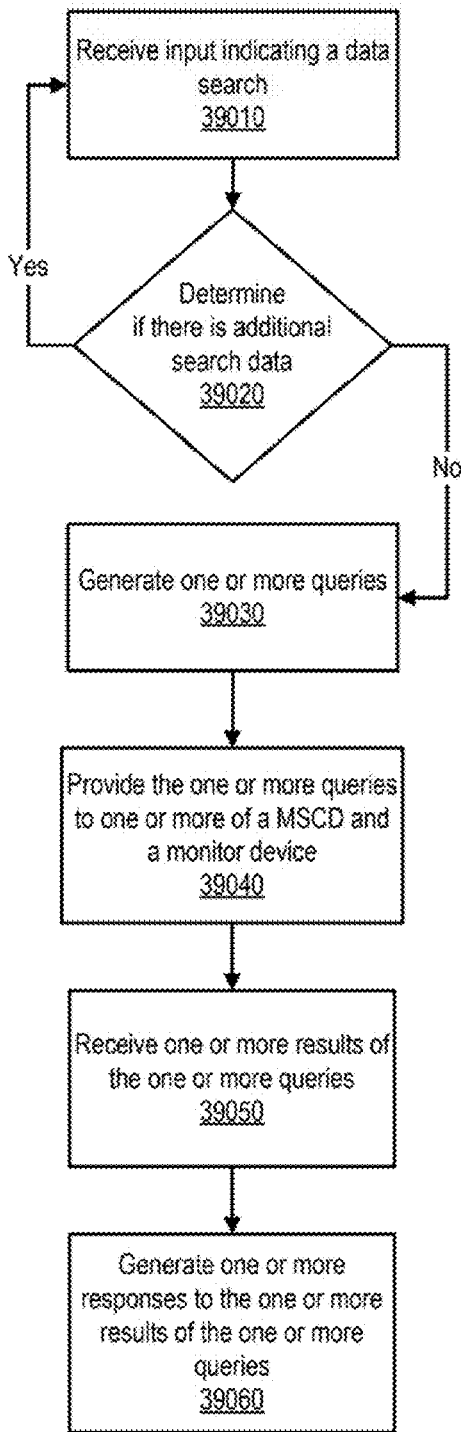 Receive input indicating a data
search
39010
Yes
Determine
if there is additional
search data
39020
No
Generate one or more queries
39030
Provide the one or more queries
to one or more of a MSCD and
a monitor device
39040
Receive one or more results of
the one or more queries
39050
Generate one or more
responses to the one or more
results of the one or more
queries
39060